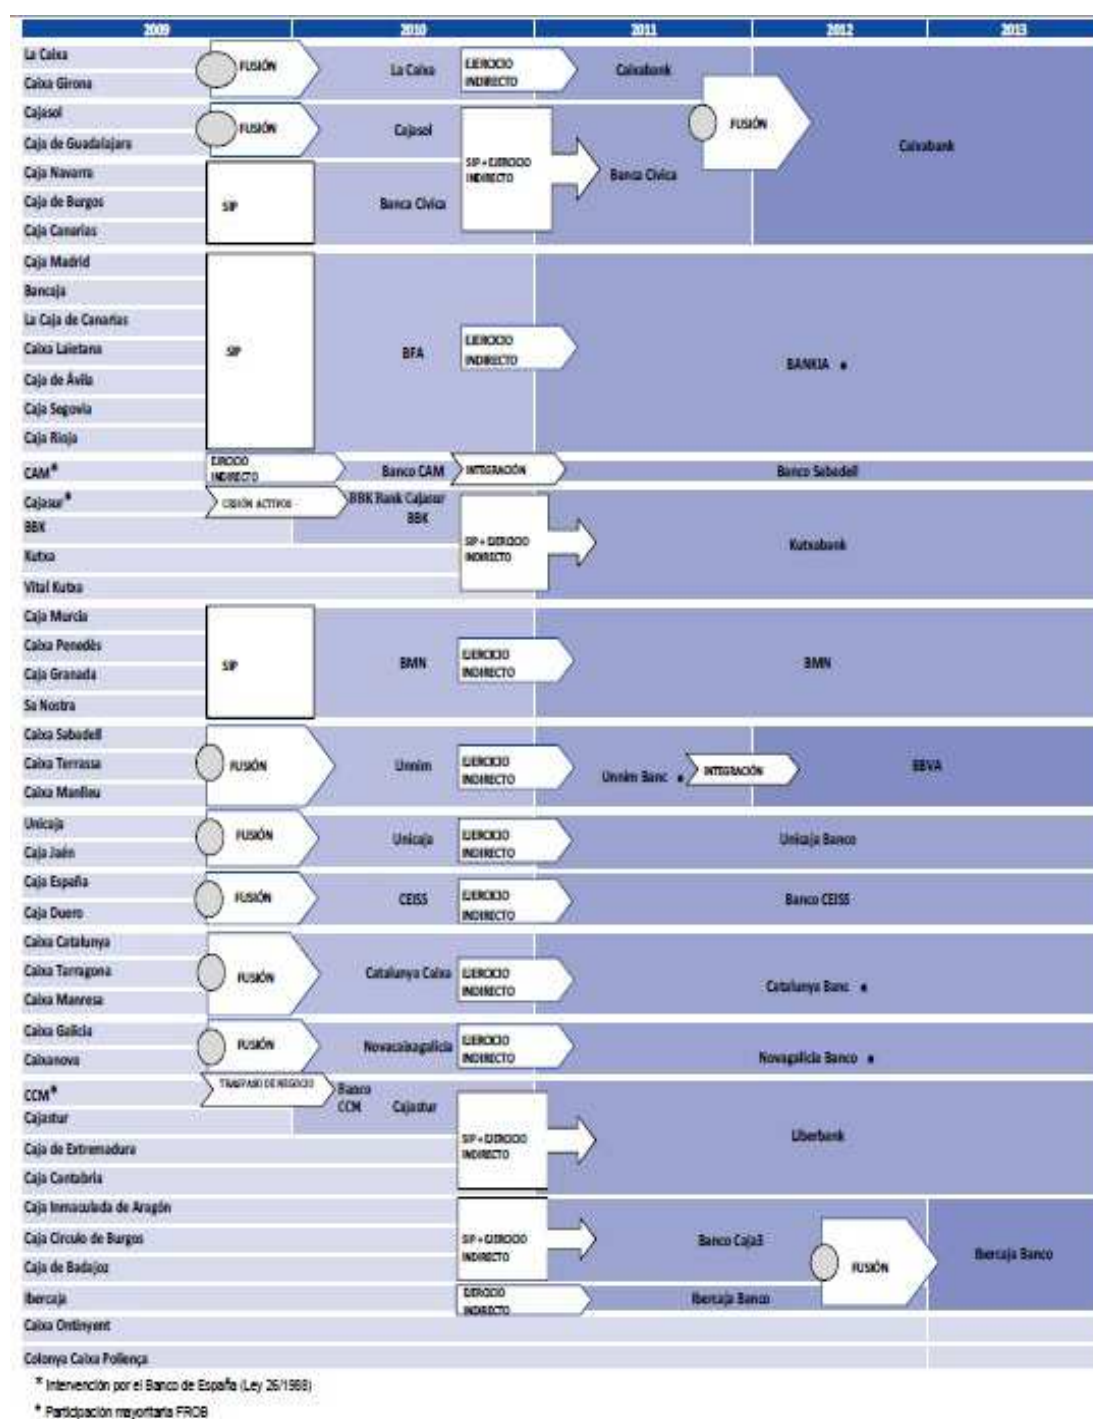 2009 2010 2011 2012 2013
La Caixa
Caixa Girona
FUSIÓN
La Caixa
EJERCICIO
INDIRECTO
Caixabank
Cajasol
Caja de Guadalajara
FUSIÓN
Cajasol
FUSIÓN
Caixabank
Caja Navarra
Caja de Burgos
Caja Canarias
SIP
Banca Cívica
SIP + EJERCICIO
INDIRECTO
Banca Cívica
Caja Madrid
Bancaja
La Caja de Canarias
Caixa Laietana
Caja de Ávila
Caja Segovia
Caja Rioja
SIP
BFA
EJERCICIO
INDIRECTO
BANKIA *
CAM*
EJRCICIO
INDIRECTO
Banco CAM
INTEGRACIÓN
Banco Sabadell
Cajasur*
CESIÓN ACTIVOS
BBK Bank Cajasur
BBK
BBK
Kutxa
Vital Kutxa
SIP + EJERCICIO
INDIRECTO
Kutxabank
Caja Murcia
Caixa Penedès
Caja Granada
Sa Nostra
SIP
BMN
EJERCICIO
INDIRECTO
BMN
Caixa Sabadell
Caixa Terrassa
Caixa Manlleu
FUSIÓN
Unnim
EJERCICIO
INDIRECTO
Unnim Banc *
INTEGRACIÓN
BBVA
Unicaja
Caja Jaén
FUSIÓN
Unicaja
EJERCICIO
INDIRECTO
Unicaja Banco
Caja España
Caja Duero
FUSIÓN
CEISS
EJERCICIO
INDIRECTO
Banco CEISS
Caixa Catalunya
Caixa Tarragona
Caixa Manresa
FUSIÓN
Catalunya Caixa
EJERCICIO
INDIRECTO
Catalunya Banc *
Caixa Galicia
Caixanova
FUSIÓN
Novacaixagalicia
EJERCICIO
INDIRECTO
Novagalicia Banco *
CCM*
TRASPASO DE NEGOCIO
Banco
CCM
Cajastur
Cajastur
Caja de Extremadura
Caja Cantabria
SIP + EJERCICIO
INDIRECTO
Liberbank
Caja Inmaculada de Aragón
Caja Círculo de Burgos
Caja de Badajoz
SIP + EJERCICIO
INDIRECTO
Banco Caja3
FUSIÓN
Ibercaja Banco
Ibercaja
EJERCICIO
INDIRECTO
Ibercaja Banco
Caixa Ontinyent
Colonya Caixa Pollença
* Intervención por el Banco de España (Ley 26/1988)
* Participación mayoritaria FROB